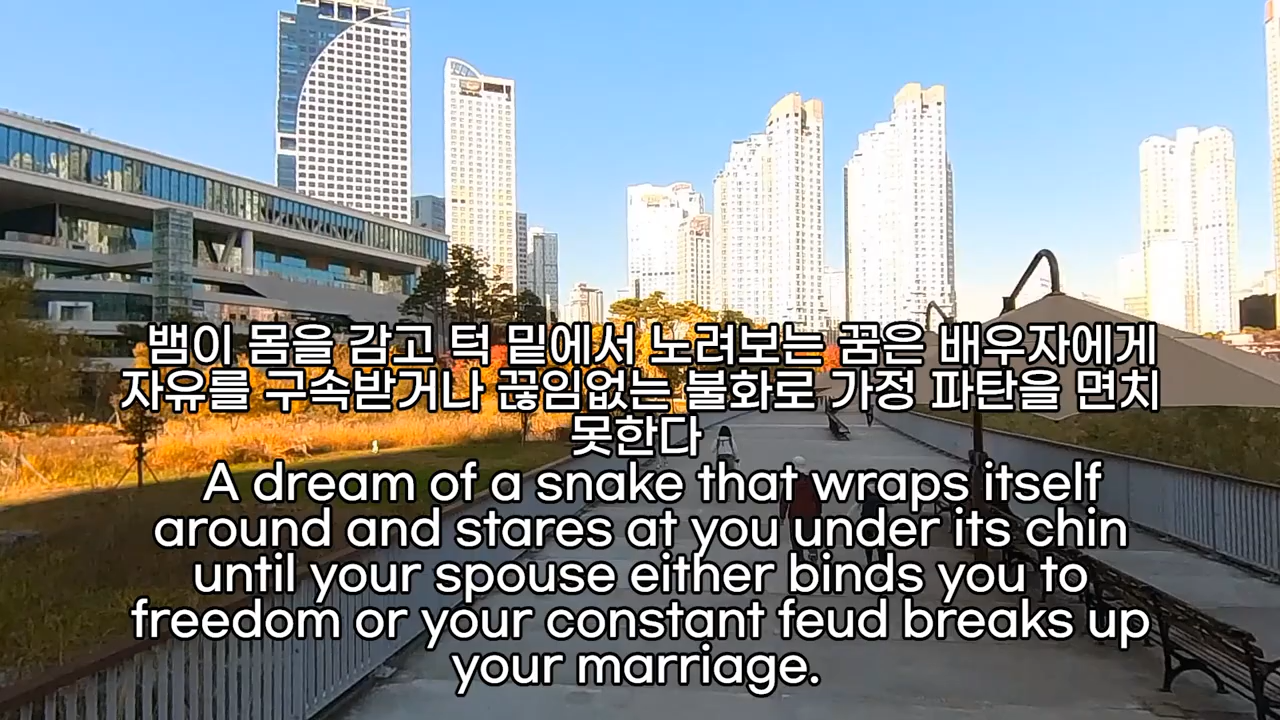 뱀이 몸을 감고 턱 밑에서 노려보는 꿈은 배우자에게
자유를 구속받거나 끊임없는 불화로 가정 파탄을 면치
못한다
A dream of a snake that wraps itself
around and stares at you under its chin
until your spouse either binds you to
freedom or your constant feud breaks up
your marriage.